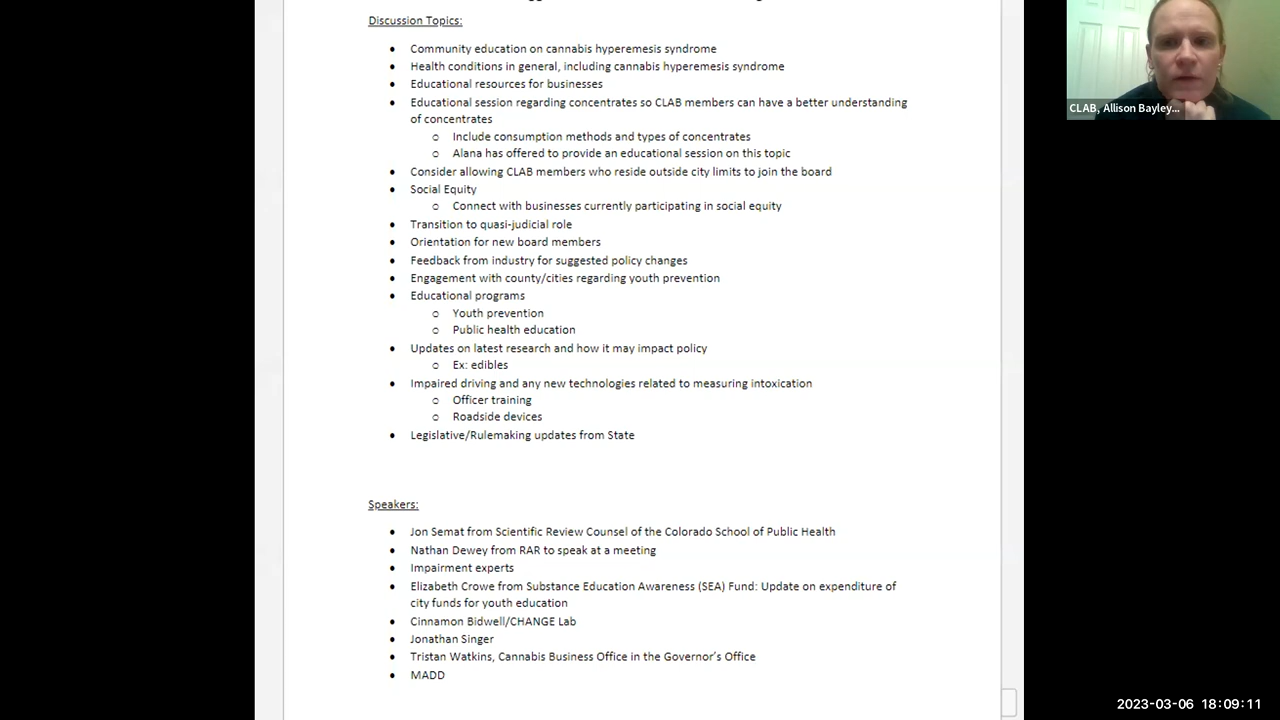 Discussion Topics:
• Community education on cannabis hyperemesis syndrome
• Health conditions in general, including cannabis hyperemesis syndrome
• Educational resources for businesses
• Educational session regarding concentrates so CLAB members can have a better understanding
of concentrates
o Include consumption methods and types of concentrates
o Alana has offered to provide an educational session on this topic
• Consider allowing CLAB members who reside outside city limits to join the board
• Social Equity
o Connect with businesses currently participating in social equity
• Transition to quasi-judicial role
• Orientation for new board members
• Feedback from industry for suggested policy changes
• Engagement with county/cities regarding youth prevention
• Educational programs
o Youth prevention
o Public health education
• Updates on latest research and how it may impact policy
o Ex: edibles
• Impaired driving and any new technologies related to measuring intoxication
o Officer training
o Roadside devices
• Legislative/Rulemaking updates from State
Speakers:
• Jon Semat from Scientific Review Counsel of the Colorado School of Public Health
• Nathan Dewey from RAR to speak at a meeting
• Impairment experts
• Elizabeth Crowe from Substance Education Awareness (SEA) Fund: Update on expenditure of
city funds for youth education
• Cinnamon Bidwell/CHANGE Lab
• Jonathan Singer
• Tristan Watkins, Cannabis Business Office in the Governor's Office
• MADD
CLAB, Allison Bayley...
2023-03-06 18:09:11